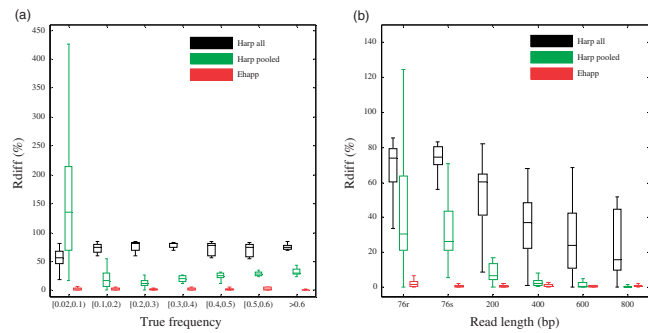 (a)
450
400
350
300
250
200
150
100
50
0
Rdiff (%)
Harp all
Harp pooled
Ehapp
[0.02,0.1) [0.1,0.2) [0.2,0.3) [0.3,0.4) [0.4,0.5) [0.5,0.6) >0.6
True frequency
(b)
140
120
100
80
60
40
20
0
Rdiff (%)
Harp all
Harp pooled
Ehapp
76r 76s 200 400 600 800
Read length (bp)